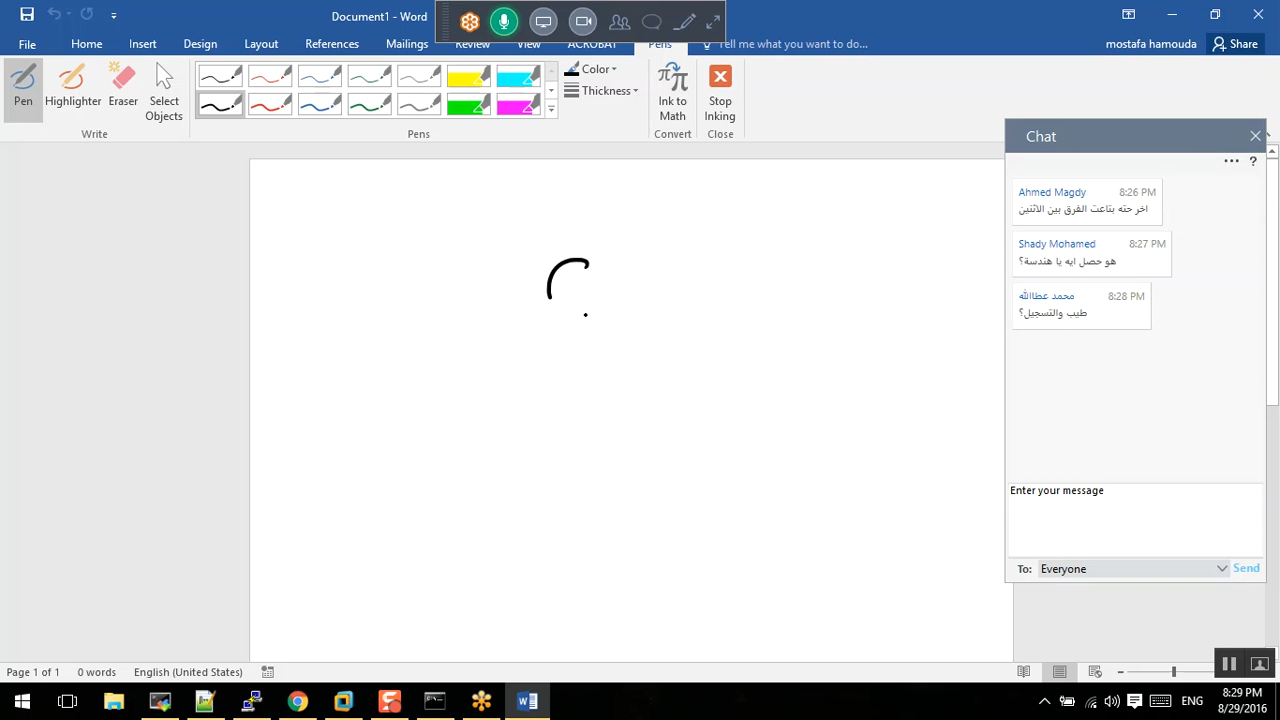 Document1 - Word
mostafa hamouda
Share
File
Home
Insert
Design
Layout
References
Mailings
Review
View
ACROBAT
Pens
Tell me what you want to do...
Pen
Highlighter
Eraser
Select Objects
Write
Pens
Color
Thickness
Ink to Math
Convert
Stop Inking
Close
Chat
Ahmed Magdy 8:26 PM
اخر حته بتاعت الفرق بين الاتنين
Shady Mohamed 8:27 PM
هو حصل ايه يا هندسة؟
محمد عطاالله 8:28 PM
طيب والتسجيل؟
Enter your message
To: Everyone
Send
Page 1 of 1
0 words
English (United States)
ENG
8:29 PM
8/29/2016